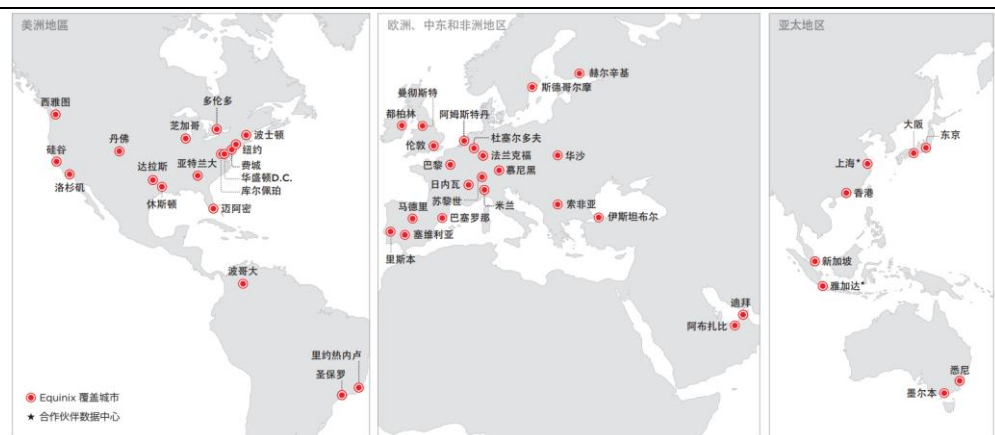 美洲地區
西雅图
多伦多
芝加哥
波士顿
丹佛
纽约
硅谷
费城
达拉斯
亚特兰大
华盛顿D.C.
洛杉矶
库尔佩珀
休斯顿
迈阿密
波哥大
里约热内卢
圣保罗
Equinix 覆盖城市
★ 合作伙伴数据中心
欧洲、中东和非洲地区
赫尔辛基
斯德哥尔摩
曼彻斯特
都柏林
阿姆斯特丹
杜塞尔多夫
伦敦
法兰克福
华沙
巴黎
慕尼黑
日内瓦
苏黎世
米兰
索非亚
马德里
巴塞罗那
伊斯坦布尔
塞维利亚
里斯本
迪拜
阿布扎比
亚太地区
大阪
东京
上海*
香港
新加坡
雅加达*
悉尼
墨尔本